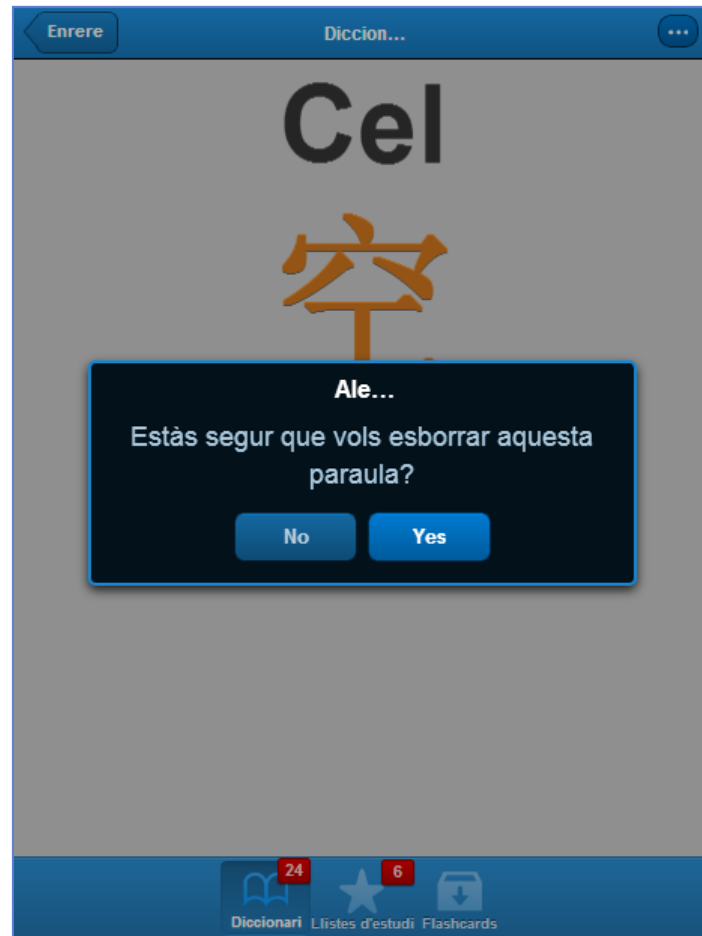 Enrere
Diccion...
Cel
空
Ale...
Estàs segur que vols esborrar aquesta
paraula?
No Yes
24 6
Diccionari Llistes d'estudi Flashcards